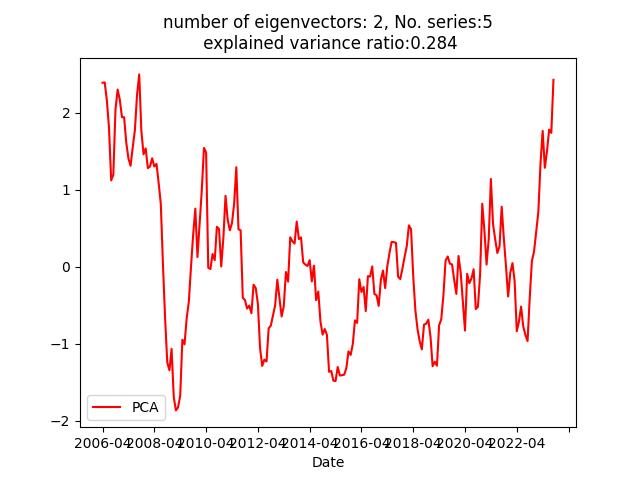 number of eigenvectors: 2, No. series:5
explained variance ratio:0.284
2
1
0
−1
−2
PCA
2006-04 2008-04 2010-04 2012-04 2014-04 2016-04 2018-04 2020-04 2022-04
Date